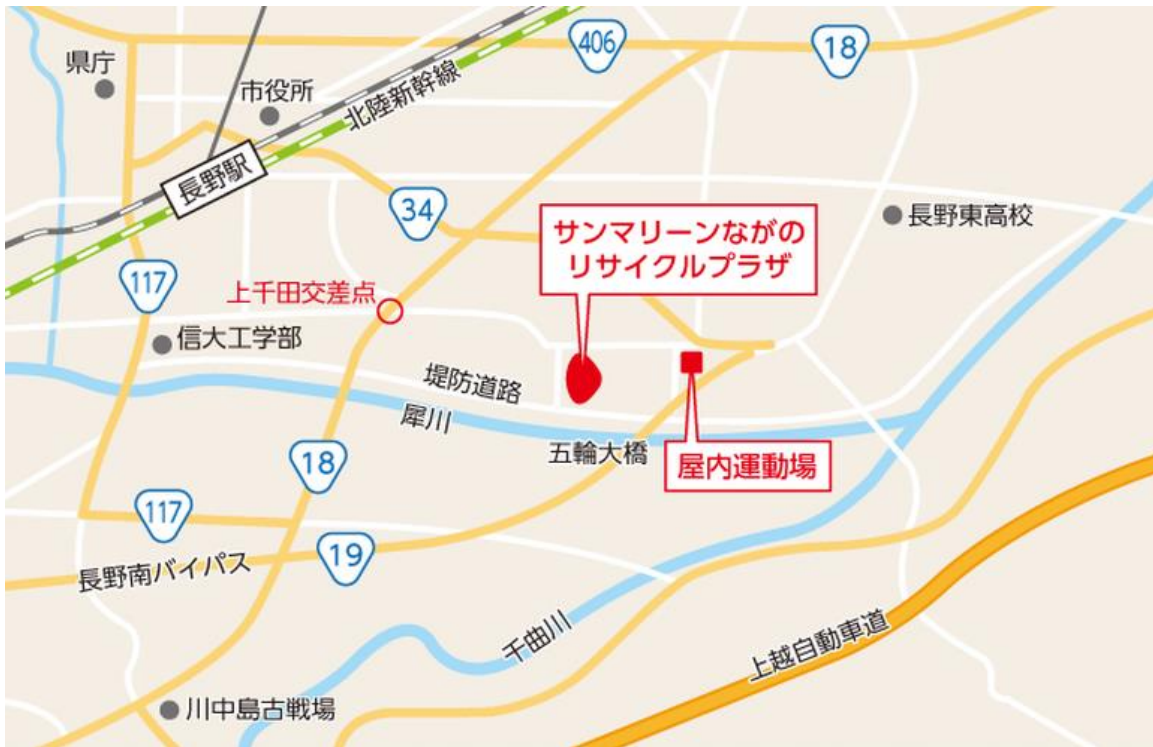 県庁
市役所
北陸新幹線
406
18
長野駅
34
サンマリーンながの
リサイクルプラザ
長野東高校
117
上千田交差点
信大工学部
堤防道路
犀川
五輪大橋
屋内運動場
18
117
19
長野南バイパス
千曲川
上越自動車道
川中島古戦場